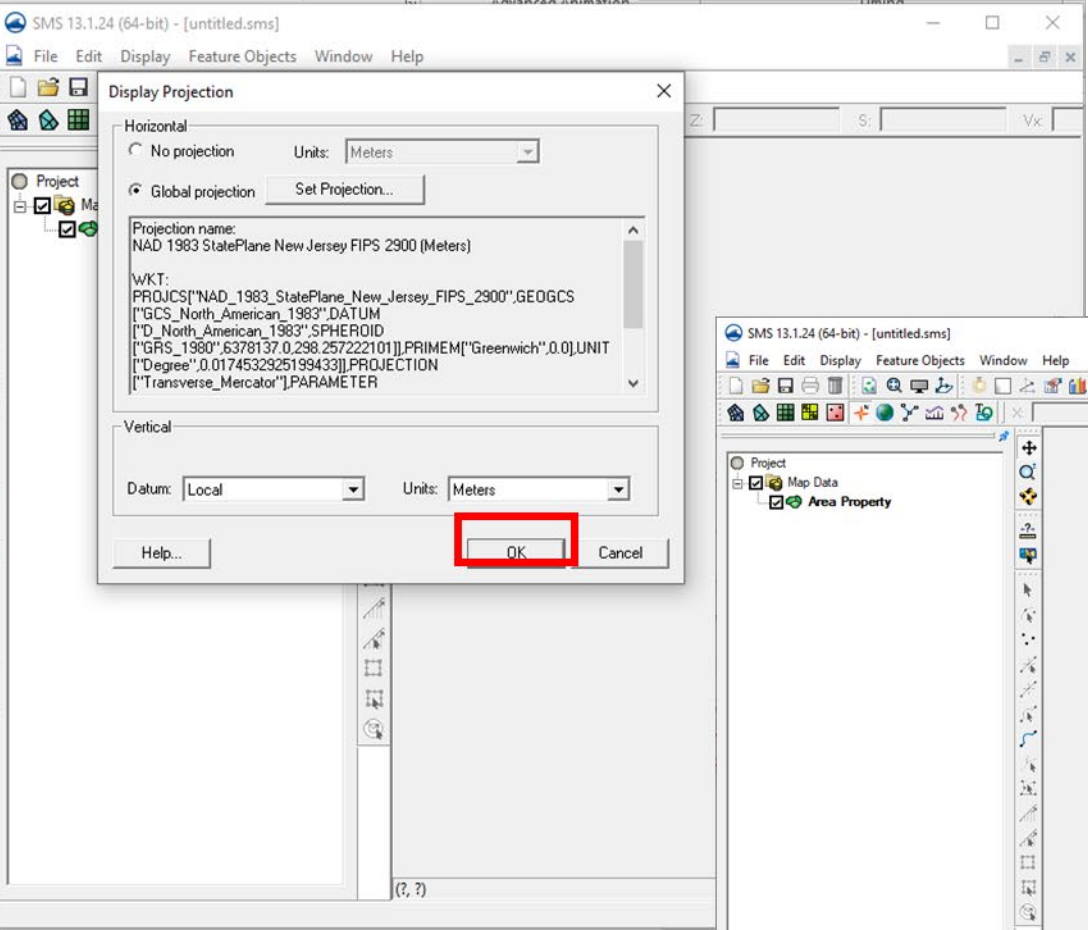 Advanced Animation
Timing
SMS 13.1.24 (64-bit) - [untitled.sms]
File Edit Display Feature Objects Window Help
Display Projection
Z:
S:
Vx:
Horizontal
No projection
Units: Meters
Global projection
Set Projection...
Projection name:
NAD 1983 StatePlane New Jersey FIPS 2900 (Meters)
WKT:
PROJCS["NAD_1983_StatePlane_New_Jersey_FIPS_2900",GEOGCS
["GCS_North_American_1983",DATUM
["D_North_American_1983",SPHEROID
["GRS_1980",6378137.0,298.257222101]],PRIMEM["Greenwich",0.0],UNIT
["Degree",0.0174532925199433]],PROJECTION
["Transverse_Mercator"],PARAMETER
Vertical
Datum: Local
Units: Meters
Help...
OK
Cancel
Project
Ma
(?, ?)
SMS 13.1.24 (64-bit) - [untitled.sms]
File Edit Display Feature Objects Window Help
Project
Map Data
Area Property